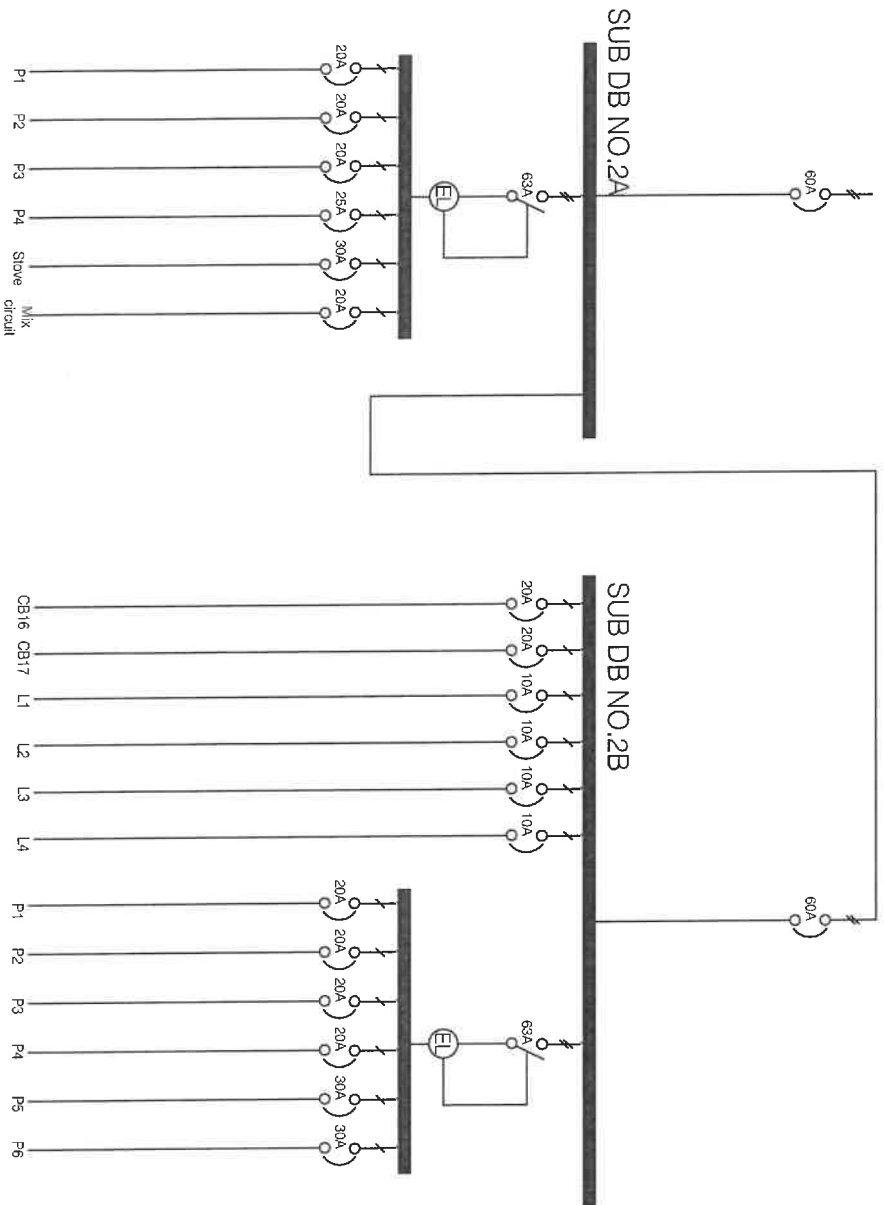 SUB DB NO.2A
60A
63A
EL
20A
20A
20A
25A
30A
20A
P1
P2
P3
P4
Stove
Mix
circuit
SUB DB NO.2B
60A
20A
20A
10A
10A
10A
10A
CB16
CB17
L1
L2
L3
L4
63A
EL
20A
20A
20A
20A
30A
30A
P1
P2
P3
P4
P5
P6